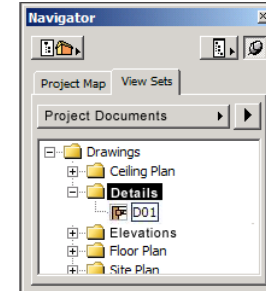 Navigator
Project Map View Sets
Project Documents
Drawings
Ceiling Plan
Details
D01
Elevations
Floor Plan
Site Plan